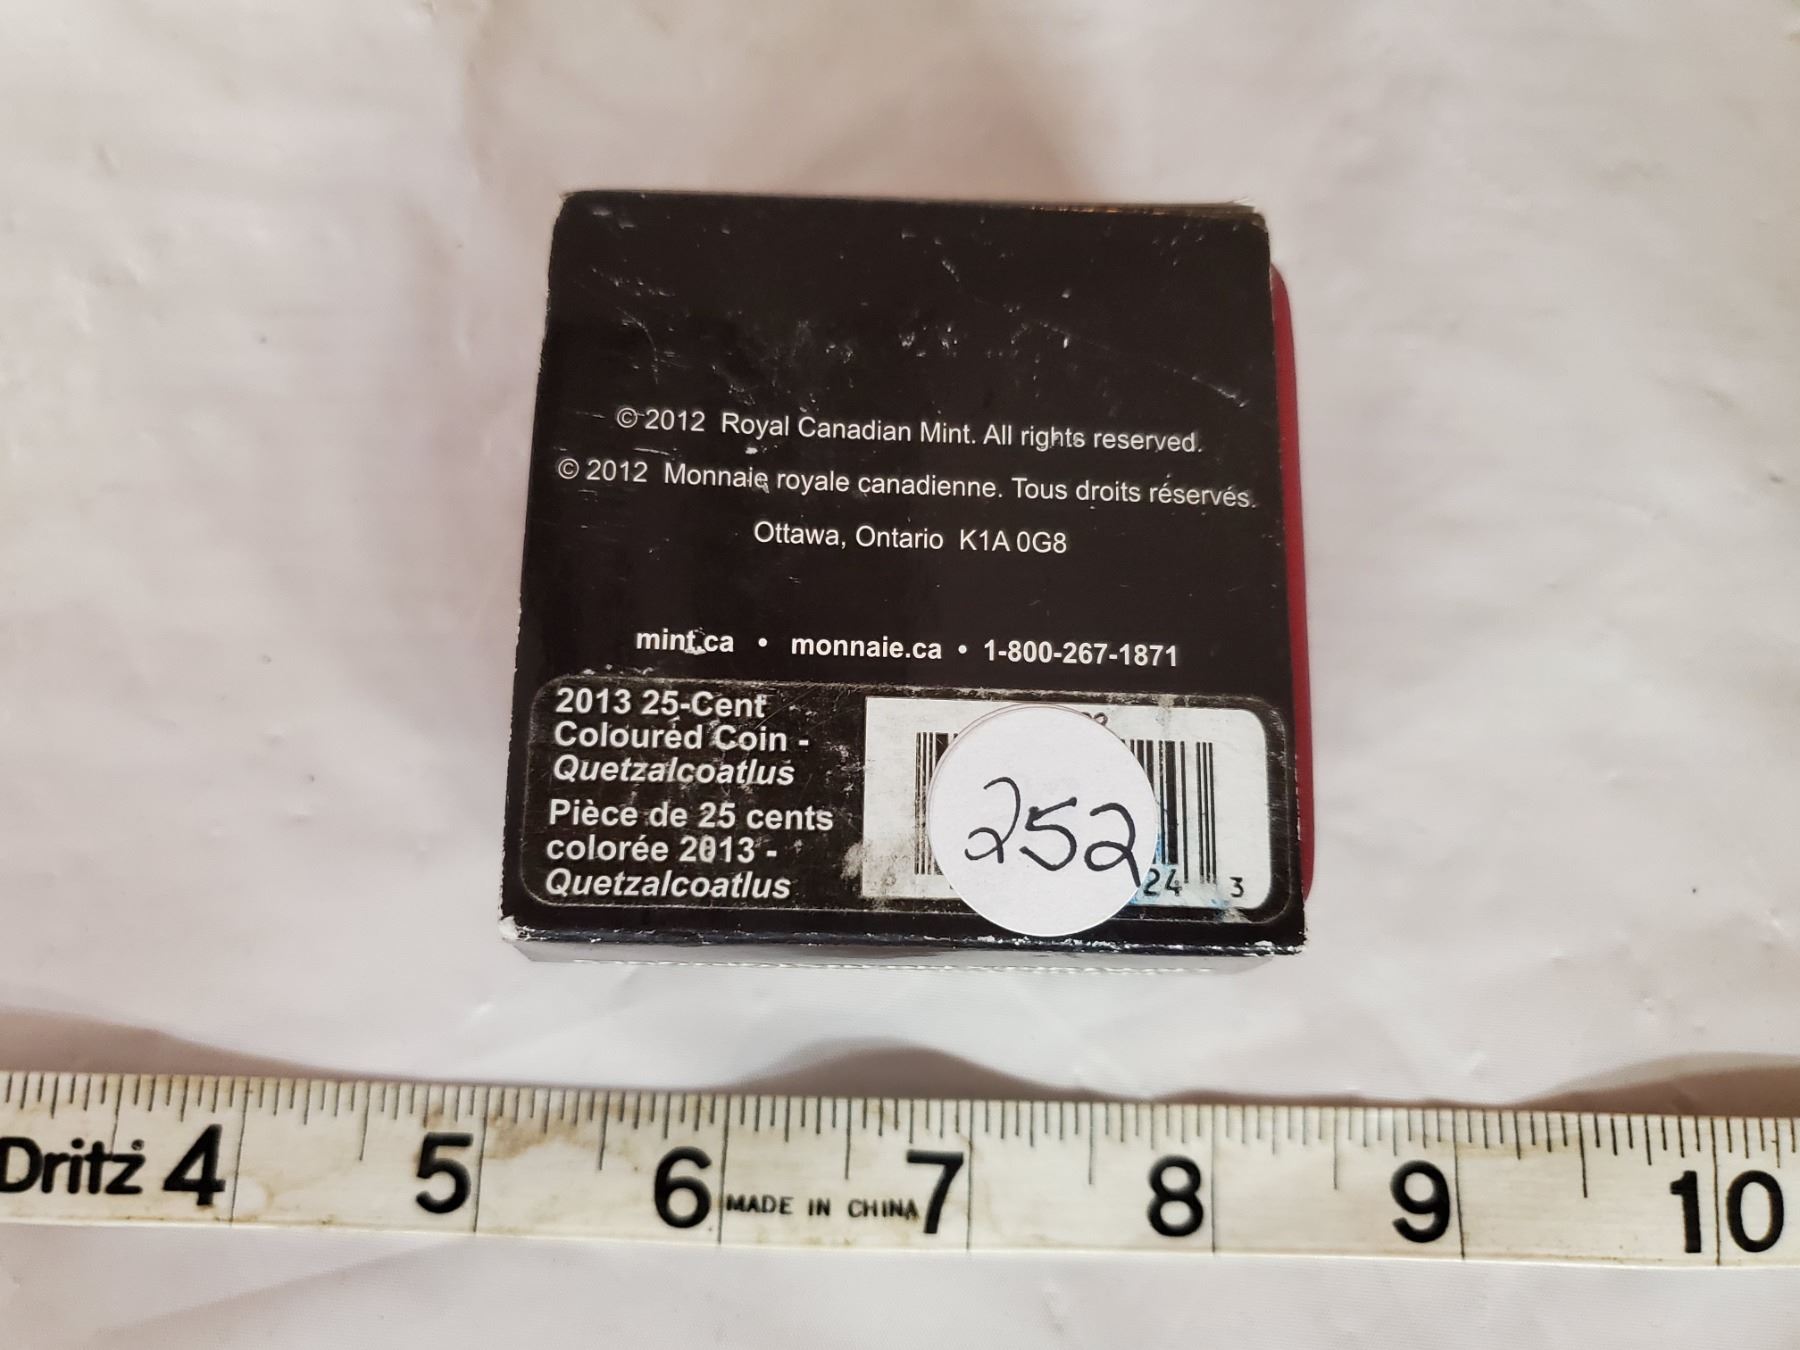 © 2012 Royal Canadian Mint. All rights reserved.
© 2012 Monnaie royale canadienne. Tous droits réservés.
Ottawa, Ontario K1A 0G8
mint.ca • monnaie.ca • 1-800-267-1871
2013 25-Cent
Coloured Coin -
Quetzalcoatlus
Pièce de 25 cents
colorée 2013 -
Quetzalcoatlus
252
24 3
Dritz 4 5 6 MADE IN CHINA 7 8 9 10